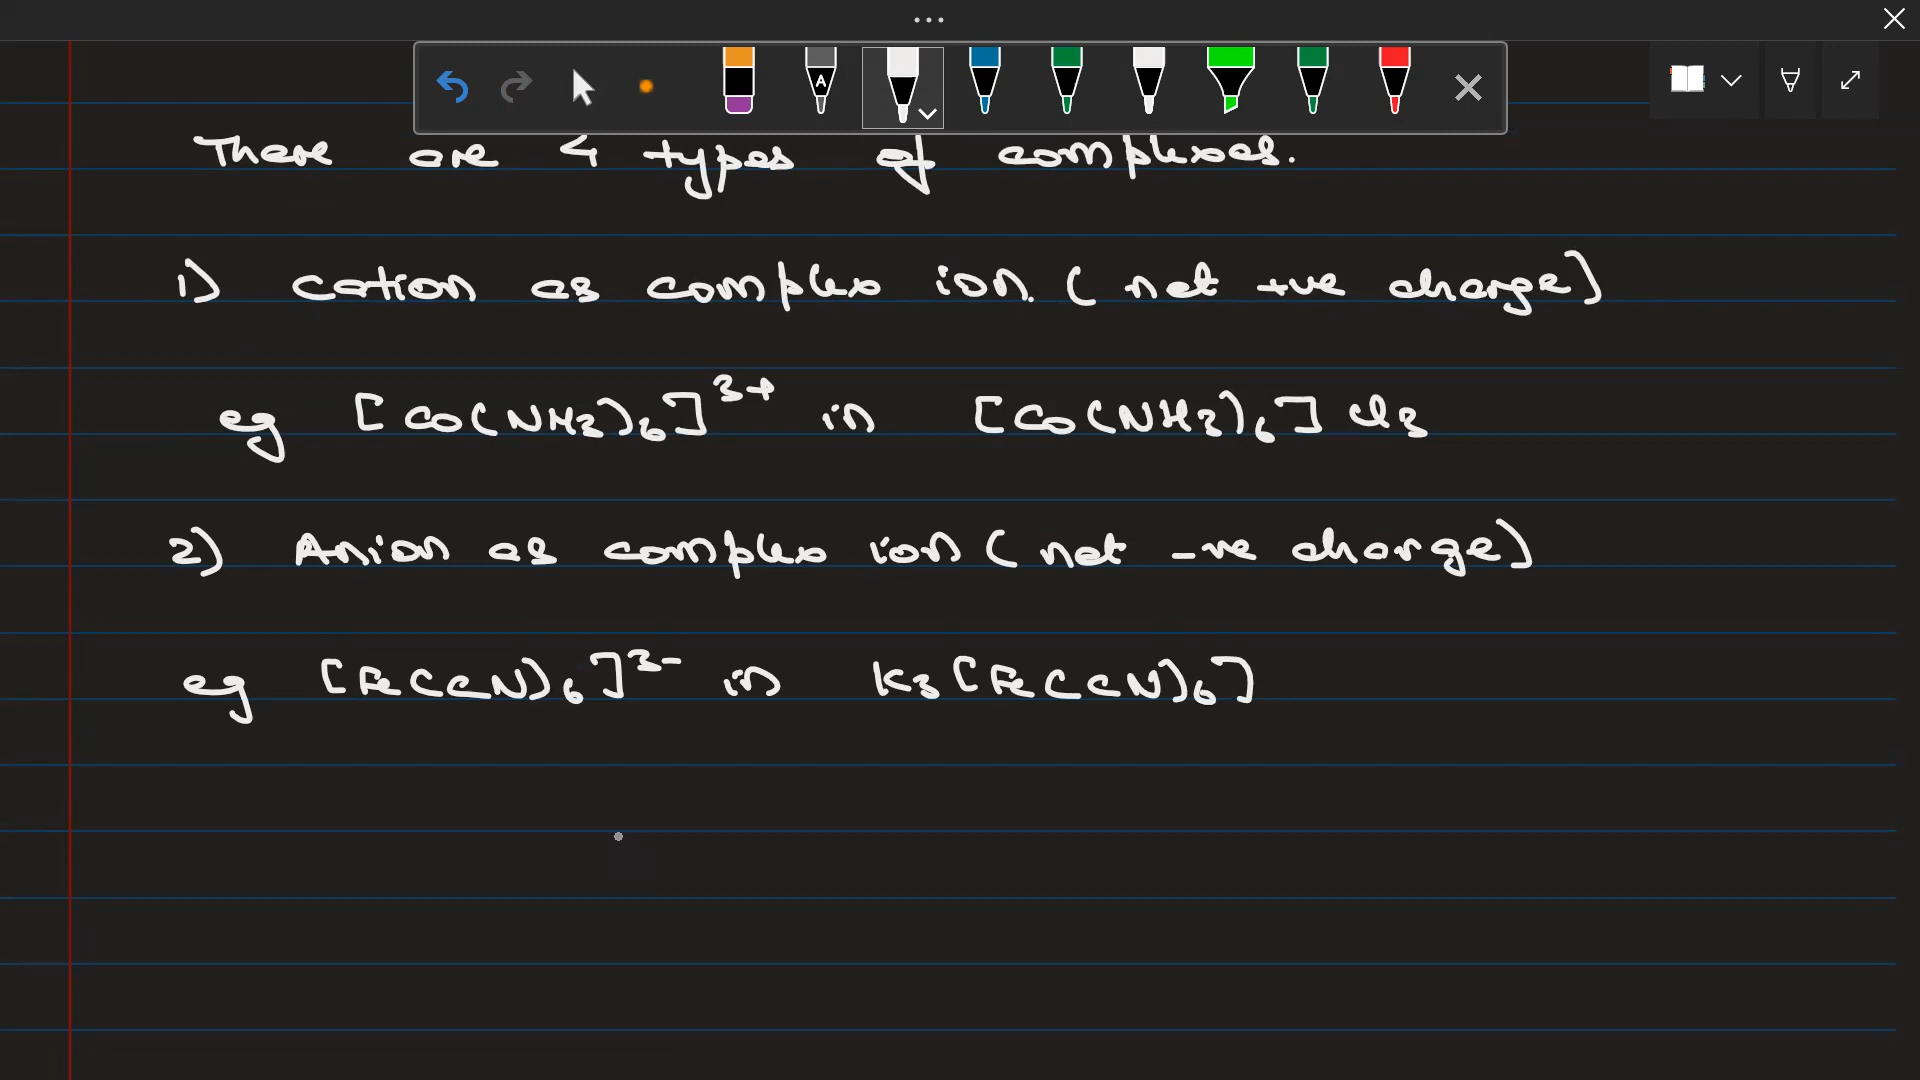 There are 4 types of complexes.
1) cation as complex ion. (net +ve charge)
eg [Co(NH3)6]³⁺ in [Co(NH3)6]Cl3
2) Anion as complex ion (net -ve charge)
eg [Fe(CN)6]³⁻ in K3[Fe(CN)6]